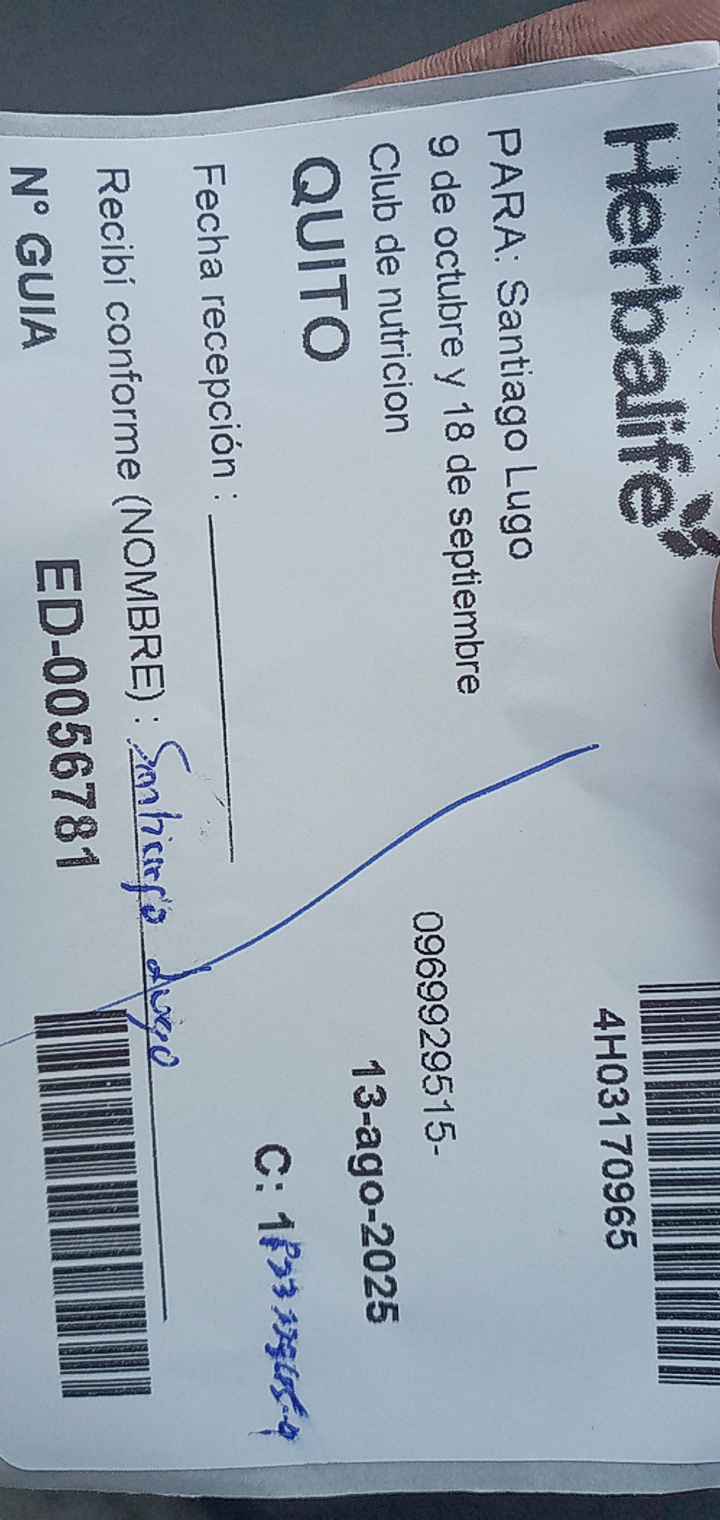 Herbalife
4H03170965
PARA: Santiago Lugo
9 de octubre y 18 de septiembre
0969929515-
Club de nutricion
13-ago-2025
QUITO
C: 1
Fecha recepción :
Recibí conforme (NOMBRE) : Santiago Lugo
N° GUIA ED-0056781